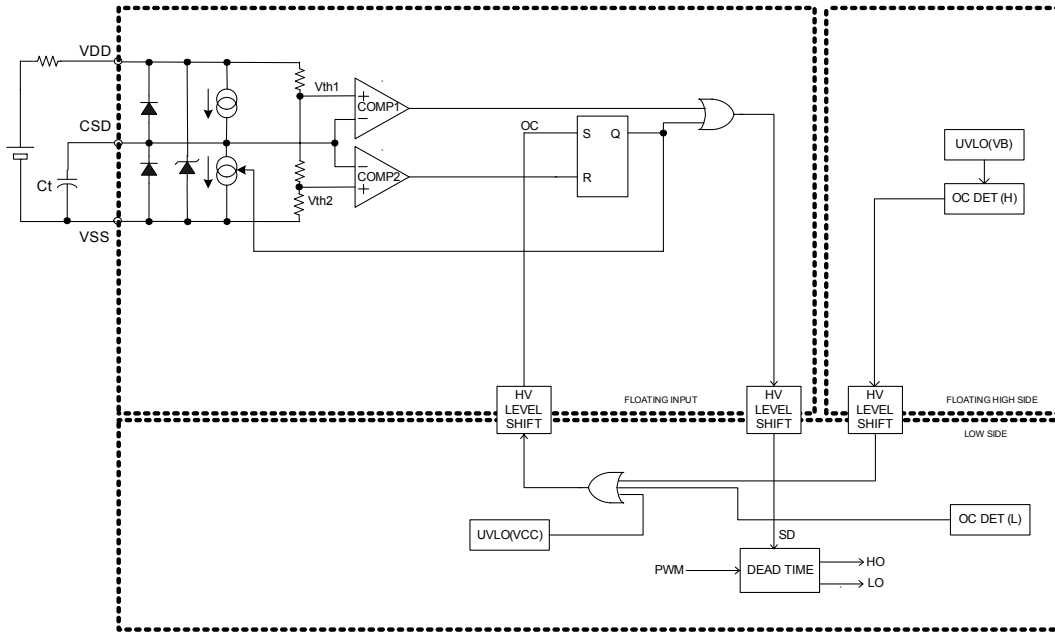 VDD
Vth1
COMP1
CSD
OC
S
Q
UVLO(VB)
Ct
COMP2
R
OC DET (H)
Vth2
VSS
HV
LEVEL
SHIFT
FLOATING INPUT
HV
LEVEL
SHIFT
HV
LEVEL
SHIFT
FLOATING HIGH SIDE
LOW SIDE
UVLO(VCC)
OC DET (L)
SD
PWM
DEAD TIME
HO
LO